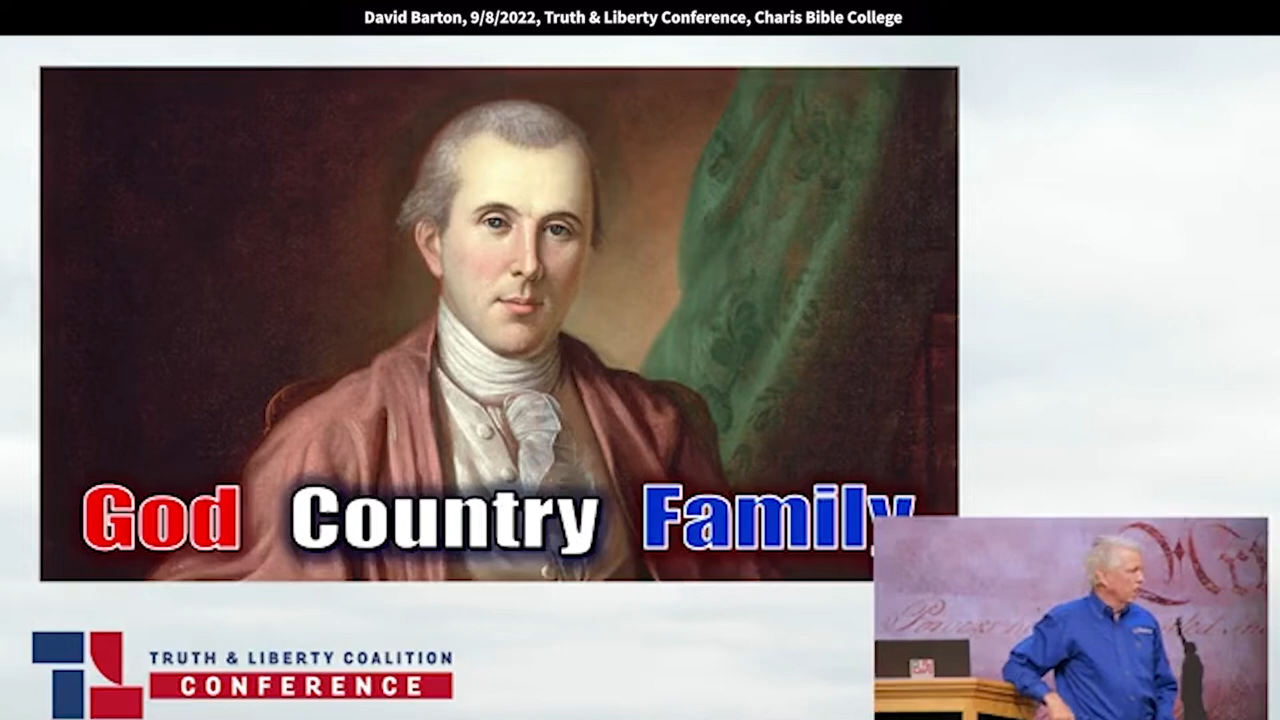 David Barton, 9/8/2022, Truth & Liberty Conference, Charis Bible College
God Country Family
TRUTH & LIBERTY COALITION
CONFERENCE